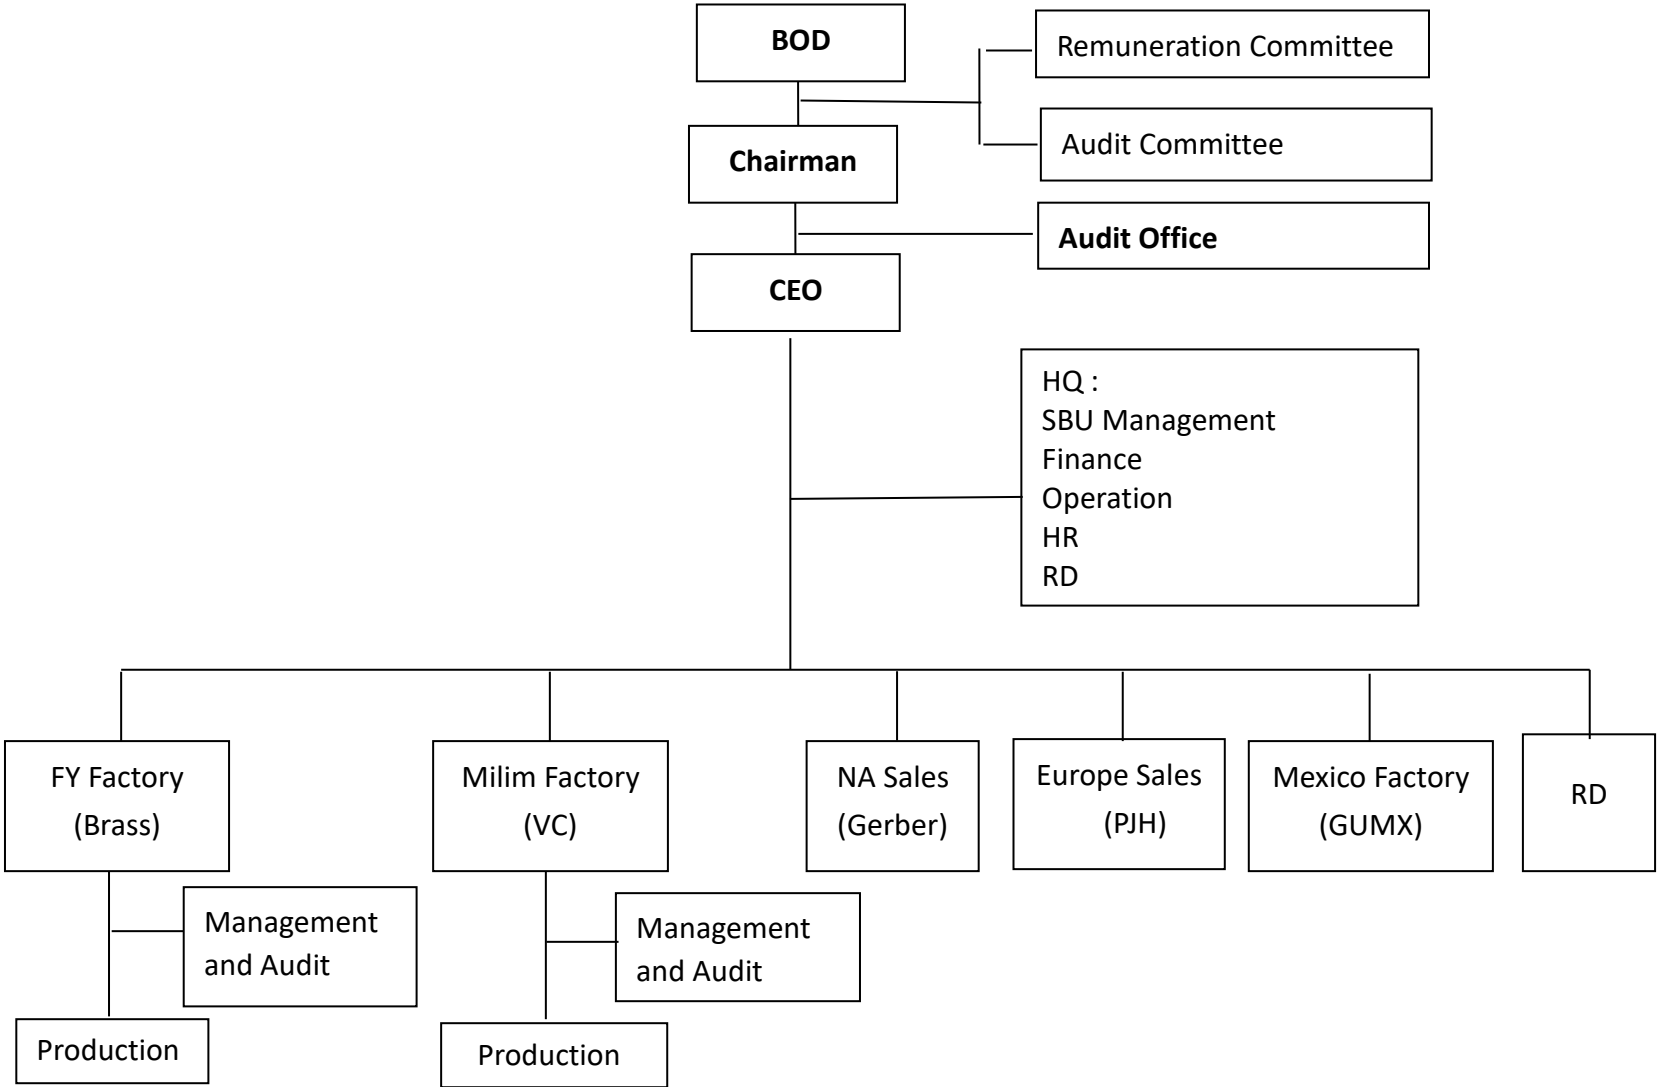 BOD
Remuneration Committee
Audit Committee
Chairman
Audit Office
CEO
HQ :
SBU Management
Finance
Operation
HR
RD
FY Factory
(Brass)
Milim Factory
(VC)
NA Sales
(Gerber)
Europe Sales
(PJH)
Mexico Factory
(GUMX)
RD
Management
and Audit
Management
and Audit
Production
Production